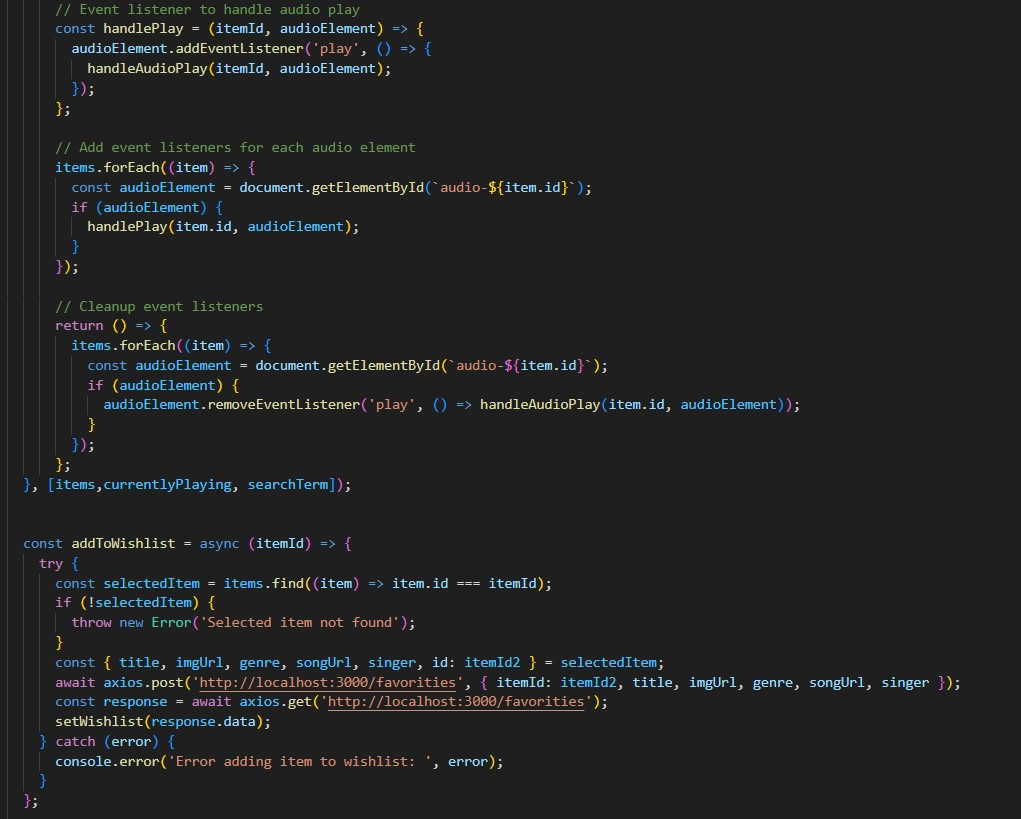 // Event listener to handle audio play
const handlePlay = (itemId, audioElement) => {
audioElement.addEventListener('play', () => {
handleAudioPlay(itemId, audioElement);
});
};
// Add event listeners for each audio element
items.forEach((item) => {
const audioElement = document.getElementById(`audio-${item.id}`);
if (audioElement) {
handlePlay(item.id, audioElement);
}
});
// Cleanup event listeners
return () => {
items.forEach((item) => {
const audioElement = document.getElementById(`audio-${item.id}`);
if (audioElement) {
audioElement.removeEventListener('play', () => handleAudioPlay(item.id, audioElement));
}
});
};
}, [items,currentlyPlaying, searchTerm]);
const addToWishlist = async (itemId) => {
try {
const selectedItem = items.find((item) => item.id === itemId);
if (!selectedItem) {
throw new Error('Selected item not found');
}
const { title, imgUrl, genre, songUrl, singer, id: itemId2 } = selectedItem;
await axios.post('http://localhost:3000/favorities', { itemId: itemId2, title, imgUrl, genre, songUrl, singer });
const response = await axios.get('http://localhost:3000/favorities');
setWishlist(response.data);
} catch (error) {
console.error('Error adding item to wishlist: ', error);
}
};